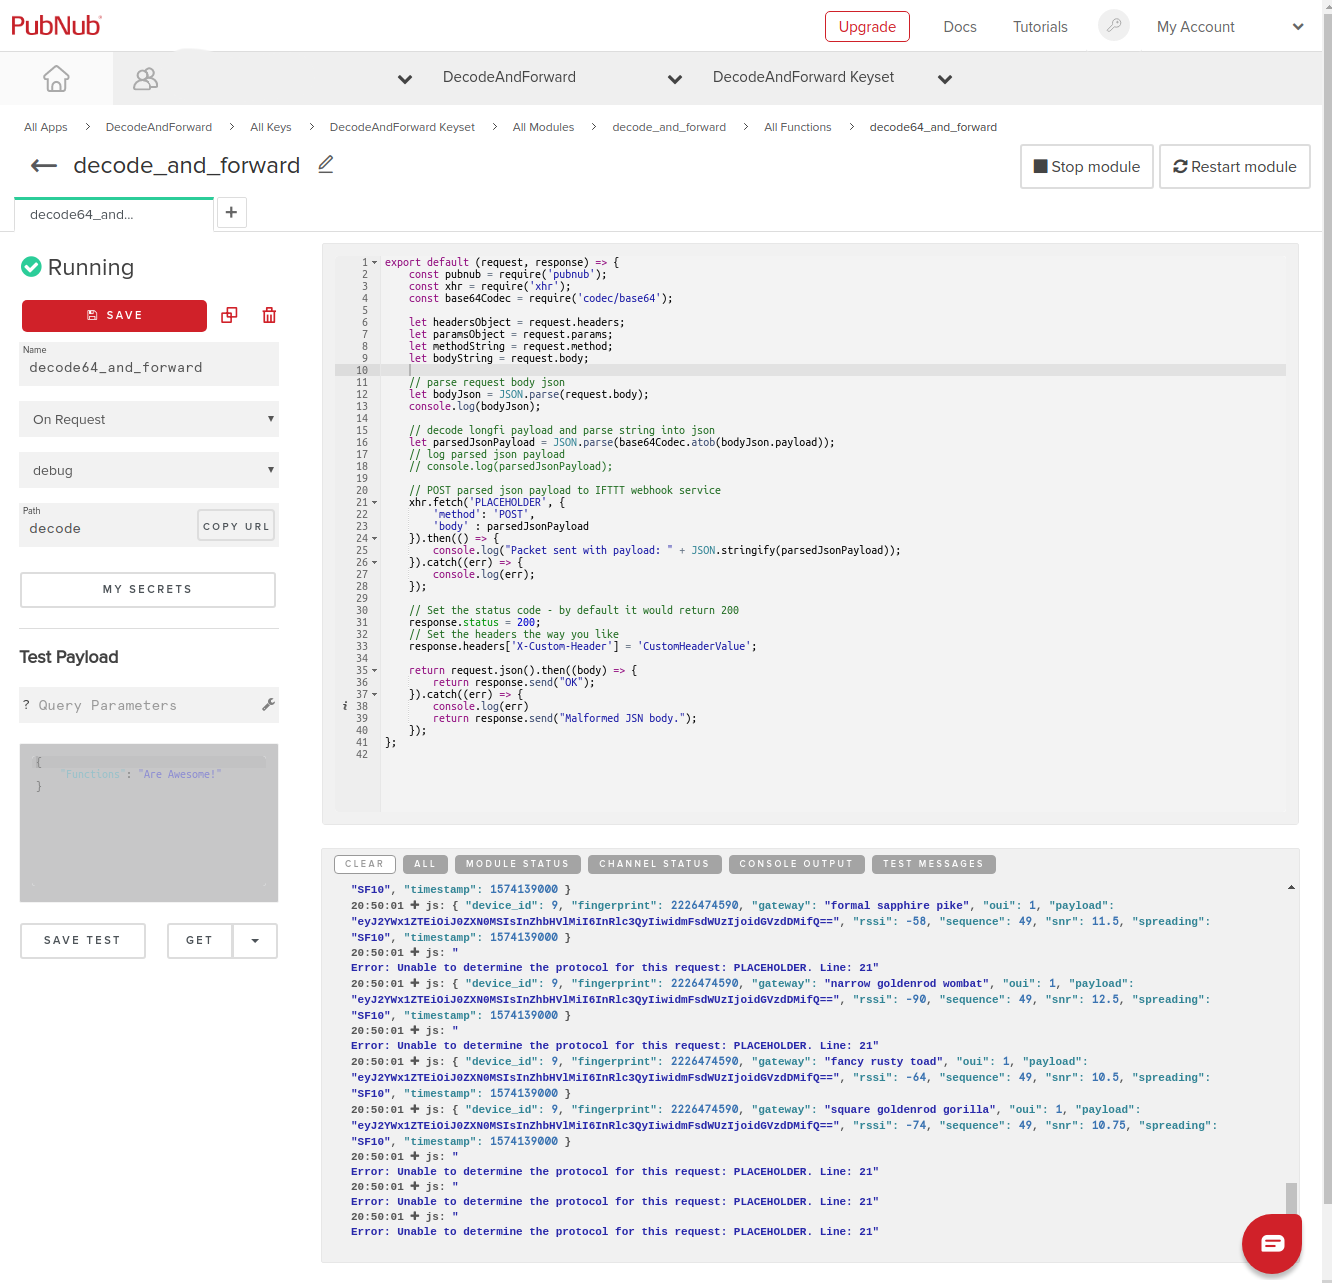 PubNub
Upgrade Docs Tutorials My Account
DecodeAndForward DecodeAndForward Keyset
All Apps > DecodeAndForward > All Keys > DecodeAndForward Keyset > All Modules > decode_and_forward > All Functions > decode64_and_forward
decode_and_forward
Stop module Restart module
decode64_and... +
Running
SAVE
Name
decode64_and_forward
On Request
debug
Path
decode
COPY URL
MY SECRETS
Test Payload
? Query Parameters
{
"Functions": "Are Awesome!"
}
SAVE TEST GET
1 export default (request, response) => {
2 const pubnub = require('pubnub');
3 const xhr = require('xhr');
4 const base64Codec = require('codec/base64');
5
6 let headersObject = request.headers;
7 let paramsObject = request.params;
8 let methodString = request.method;
9 let bodyString = request.body;
10
11 // parse request body json
12 let bodyJson = JSON.parse(request.body);
13 console.log(bodyJson);
14
15 // decode longfi payload and parse string into json
16 let parsedJsonPayload = JSON.parse(base64Codec.atob(bodyJson.payload));
17 // log parsed json payload
18 // console.log(parsedJsonPayload);
19
20 // POST parsed json payload to IFTTT webhook service
21 xhr.fetch('PLACEHOLDER', {
22 'method': 'POST',
23 'body' : parsedJsonPayload
24 }).then(() => {
25 console.log("Packet sent with payload: " + JSON.stringify(parsedJsonPayload));
26 }).catch((err) => {
27 console.log(err);
28 });
29
30 // Set the status code - by default it would return 200
31 response.status = 200;
32 // Set the headers the way you like
33 response.headers['X-Custom-Header'] = 'CustomHeaderValue';
34
35 return request.json().then((body) => {
36 return response.send("OK");
37 }).catch((err) => {
i 38 console.log(err)
39 return response.send("Malformed JSN body.");
40 });
41 };
42
CLEAR ALL MODULE STATUS CHANNEL STATUS CONSOLE OUTPUT TEST MESSAGES
"SF10", "timestamp": 1574139000 }
20:50:01 + js: { "device_id": 9, "fingerprint": 2226474590, "gateway": "formal sapphire pike", "oui": 1, "payload":
"eyJ2YWx1ZTEiOiJ0ZXN0MSIsInZhbHVlMiI6InRlc3QyIiwidmFsdWUzIjoidGVzdDMifQ==", "rssi": -58, "sequence": 49, "snr": 11.5, "spreading":
"SF10", "timestamp": 1574139000 }
20:50:01 + js: "
Error: Unable to determine the protocol for this request: PLACEHOLDER. Line: 21"
20:50:01 + js: { "device_id": 9, "fingerprint": 2226474590, "gateway": "narrow goldenrod wombat", "oui": 1, "payload":
"eyJ2YWx1ZTEiOiJ0ZXN0MSIsInZhbHVlMiI6InRlc3QyIiwidmFsdWUzIjoidGVzdDMifQ==", "rssi": -90, "sequence": 49, "snr": 12.5, "spreading":
"SF10", "timestamp": 1574139000 }
20:50:01 + js: "
Error: Unable to determine the protocol for this request: PLACEHOLDER. Line: 21"
20:50:01 + js: { "device_id": 9, "fingerprint": 2226474590, "gateway": "fancy rusty toad", "oui": 1, "payload":
"eyJ2YWx1ZTEiOiJ0ZXN0MSIsInZhbHVlMiI6InRlc3QyIiwidmFsdWUzIjoidGVzdDMifQ==", "rssi": -64, "sequence": 49, "snr": 10.5, "spreading":
"SF10", "timestamp": 1574139000 }
20:50:01 + js: { "device_id": 9, "fingerprint": 2226474590, "gateway": "square goldenrod gorilla", "oui": 1, "payload":
"eyJ2YWx1ZTEiOiJ0ZXN0MSIsInZhbHVlMiI6InRlc3QyIiwidmFsdWUzIjoidGVzdDMifQ==", "rssi": -74, "sequence": 49, "snr": 10.75, "spreading":
"SF10", "timestamp": 1574139000 }
20:50:01 + js: "
Error: Unable to determine the protocol for this request: PLACEHOLDER. Line: 21"
20:50:01 + js: "
Error: Unable to determine the protocol for this request: PLACEHOLDER. Line: 21"
20:50:01 + js: "
Error: Unable to determine the protocol for this request: PLACEHOLDER. Line: 21"